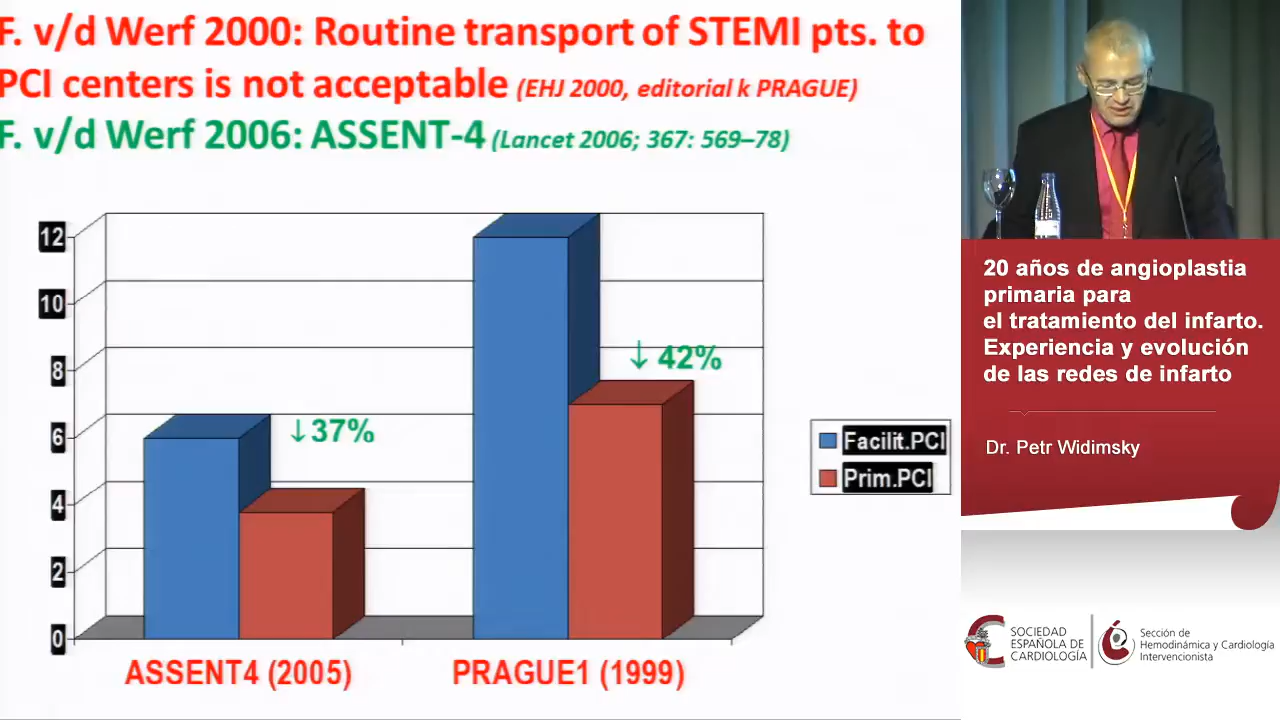 F. v/d Werf 2000: Routine transport of STEMI pts. to
PCI centers is not acceptable (EHJ 2000, editorial k PRAGUE)
F. v/d Werf 2006: ASSENT-4 (Lancet 2006; 367: 569–78)
12
10
8
6
4
2
0
↓37%
↓ 42%
Facilit.PCI
Prim.PCI
ASSENT4 (2005)
PRAGUE1 (1999)
20 años de angioplastia
primaria para
el tratamiento del infarto.
Experiencia y evolución
de las redes de infarto
Dr. Petr Widimsky
SOCIEDAD
ESPAÑOLA DE
CARDIOLOGÍA
Sección de
Hemodinámica y Cardiología
Intervencionista